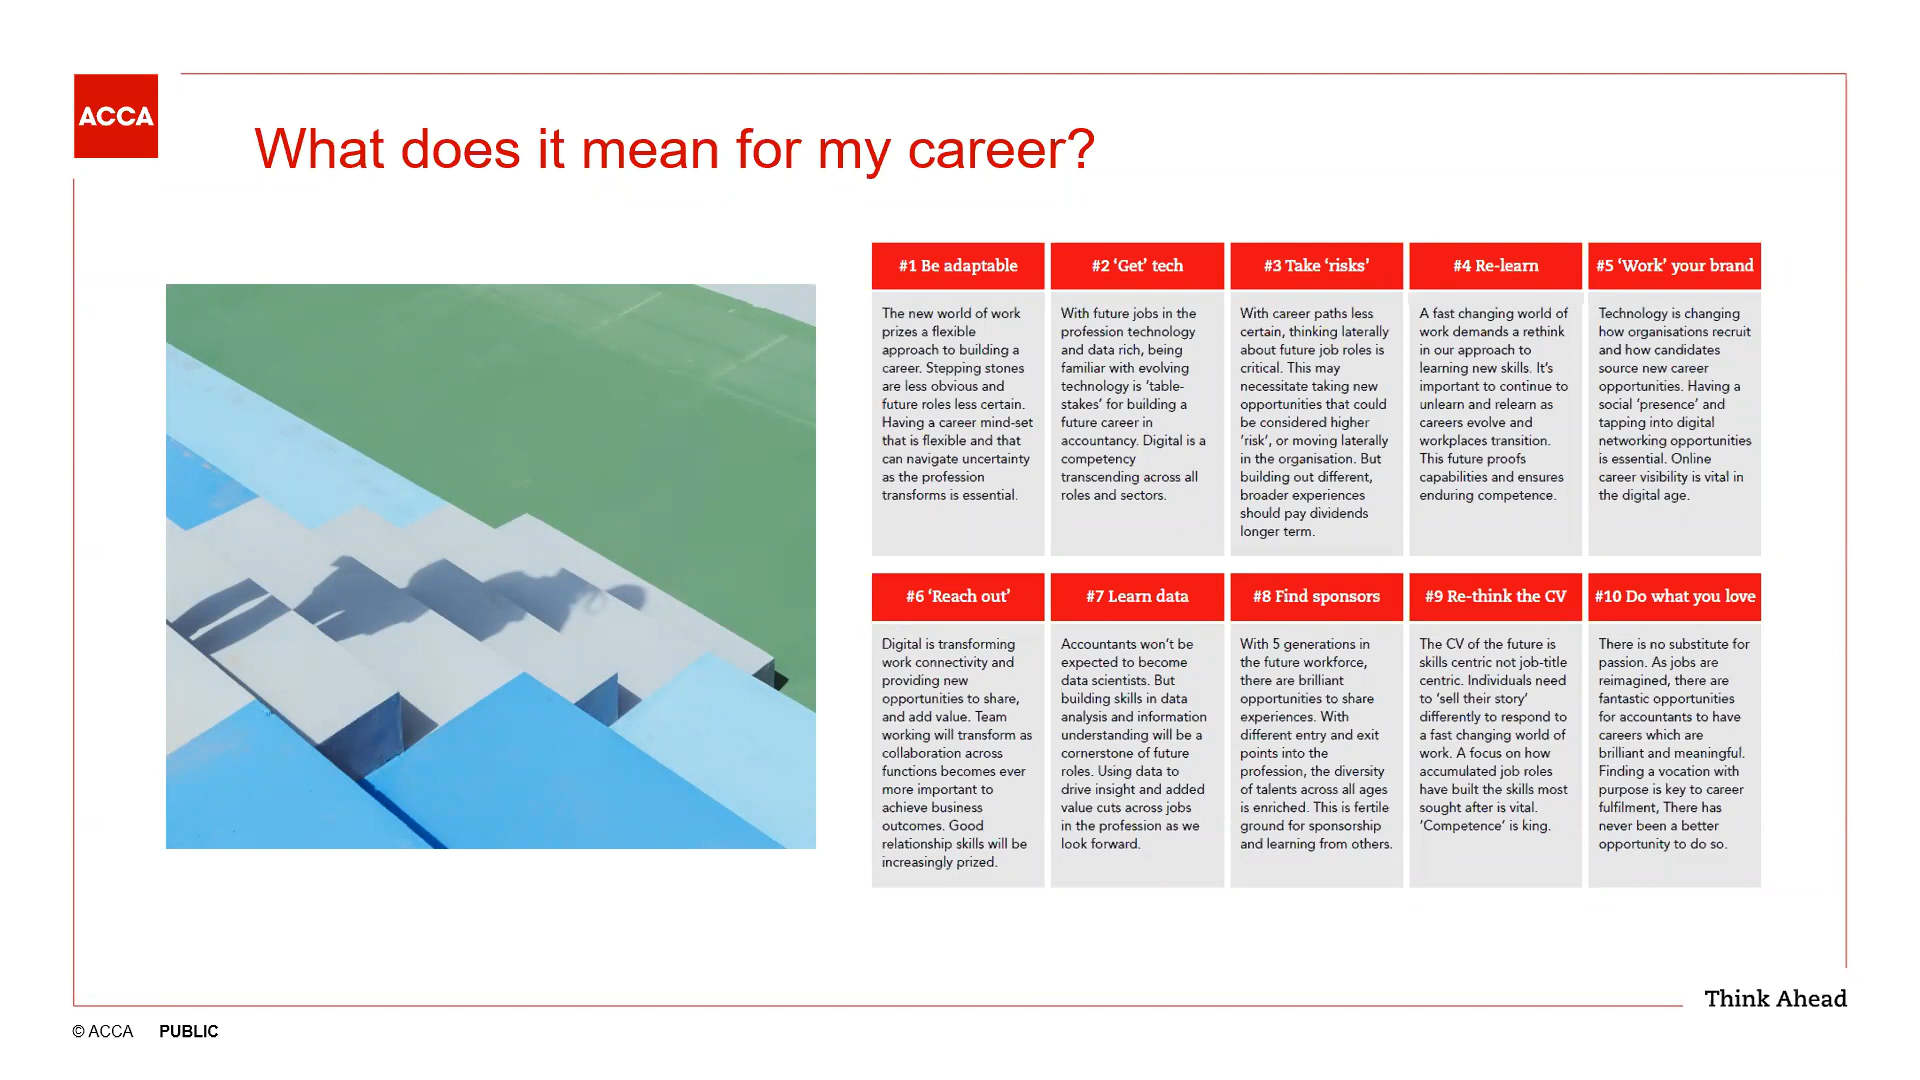 ACCA
What does it mean for my career?
#1 Be adaptable
The new world of work
prizes a flexible
approach to building a
career. Stepping stones
are less obvious and
future roles less certain.
Having a career mind-set
that is flexible and that
can navigate uncertainty
as the profession
transforms is essential.
#2 ‘Get’ tech
With future jobs in the
profession technology
and data rich, being
familiar with evolving
technology is ‘table-
stakes’ for building a
future career in
accountancy. Digital is a
competency
transcending across all
roles and sectors.
#3 Take ‘risks’
With career paths less
certain, thinking laterally
about future job roles is
critical. This may
necessitate taking new
opportunities that could
be considered higher
‘risk’, or moving laterally
in the organisation. But
building out different,
broader experiences
should pay dividends
longer term.
#4 Re-learn
A fast changing world of
work demands a rethink
in our approach to
learning new skills. It’s
important to continue to
unlearn and relearn as
careers evolve and
workplaces transition.
This future proofs
capabilities and ensures
enduring competence.
#5 ‘Work’ your brand
Technology is changing
how organisations recruit
and how candidates
source new career
opportunities. Having a
social ‘presence’ and
tapping into digital
networking opportunities
is essential. Online
career visibility is vital in
the digital age.
#6 ‘Reach out’
Digital is transforming
work connectivity and
providing new
opportunities to share,
and add value. Team
working will transform as
collaboration across
functions becomes ever
more important to
achieve business
outcomes. Good
relationship skills will be
increasingly prized.
#7 Learn data
Accountants won’t be
expected to become
data scientists. But
building skills in data
analysis and information
understanding will be a
cornerstone of future
roles. Using data to
drive insight and added
value cuts across jobs
in the profession as we
look forward.
#8 Find sponsors
With 5 generations in
the future workforce,
there are brilliant
opportunities to share
experiences. With
different entry and exit
points into the
profession, the diversity
of talents across all ages
is enriched. This is fertile
ground for sponsorship
and learning from others.
#9 Re-think the CV
The CV of the future is
skills centric not job-title
centric. Individuals need
to ‘sell their story’
differently to respond to
a fast changing world of
work. A focus on how
accumulated job roles
have built the skills most
sought after is vital.
‘Competence’ is king.
#10 Do what you love
There is no substitute for
passion. As jobs are
reimagined, there are
fantastic opportunities
for accountants to have
careers which are
brilliant and meaningful.
Finding a vocation with
purpose is key to career
fulfilment, There has
never been a better
opportunity to do so.
Think Ahead
© ACCA PUBLIC